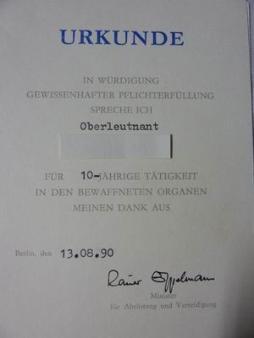 URKUNDE
IN WÜRDIGUNG
GEWISSENHAFTER PFLICHTERFÜLLUNG
SPRECHE ICH
Oberleutnant
FÜR 10-JÄHRIGE TÄTIGKEIT
IN DEN BEWAFFNETEN ORGANEN
MEINEN DANK AUS
Berlin, den 13.08.90
Rainer Eppelmann
Minister
für Abrüstung und Verteidigung